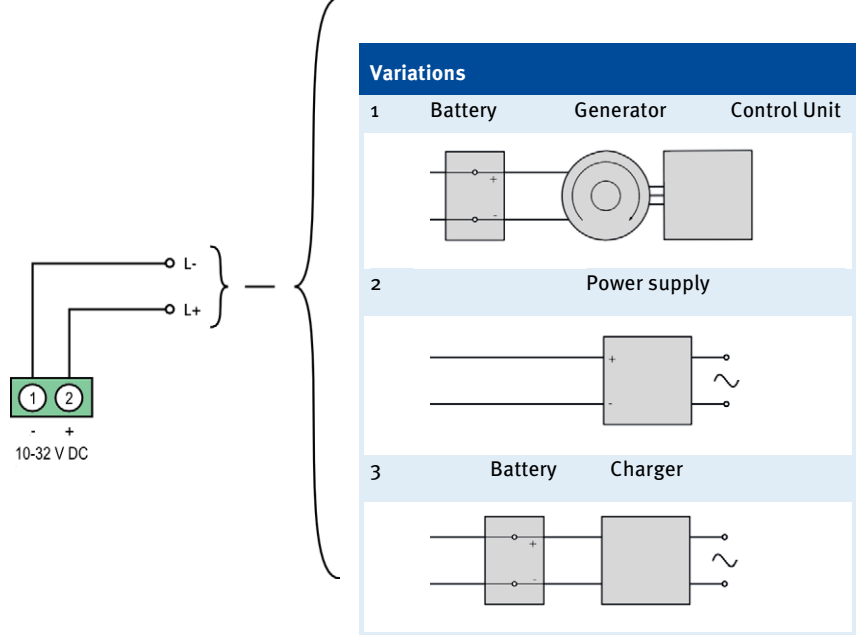 Variations
1 Battery Generator Control Unit
+
-
2 Power supply
+
-
3 Battery Charger
+
-
L-
L+
1 2
- +
10-32 V DC